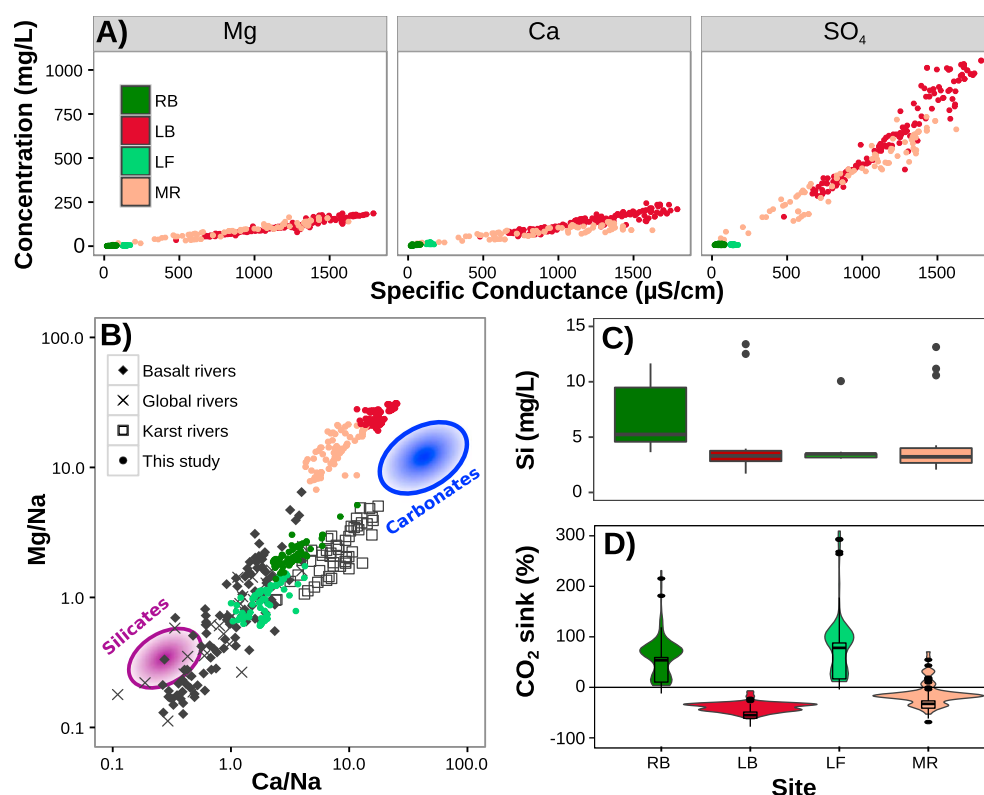 A) Mg Ca SO4
Concentration (mg/L)
1000
750
500
250
0
RB
LB
LF
MR
0 500 1000 1500 0 500 1000 1500 0 500 1000 1500
Specific Conductance (µS/cm)
B)
Mg/Na
100.0
10.0
1.0
0.1
Basalt rivers
Global rivers
Karst rivers
This study
Carbonates
Silicates
0.1 1.0 10.0 100.0
Ca/Na
C)
Si (mg/L)
15
10
5
0
D)
CO2 sink (%)
300
200
100
0
-100
RB LB LF MR
Site